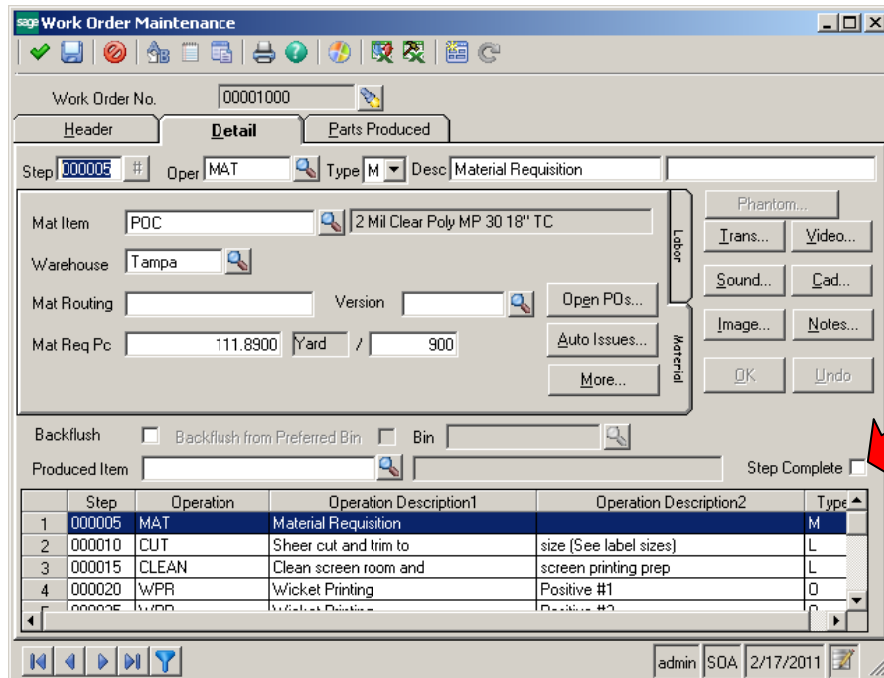 sage Work Order Maintenance
Work Order No. 00001000
Header Detail Parts Produced
Step 000005 # Oper MAT Type M Desc Material Requisition
Phantom...
Mat Item POC 2 Mil Clear Poly MP 30 18" TC
Labor
Trans... Video...
Warehouse Tampa
Sound... Cad...
Mat Routing Version Open POs...
Image... Notes...
Mat Req Pc 111.8900 Yard / 900 Auto Issues...
Material
More... OK Undo
Backflush Backflush from Preferred Bin Bin
Produced Item Step Complete
Step Operation Operation Description1 Operation Description2 Type
1 000005 MAT Material Requisition M
2 000010 CUT Sheer cut and trim to size (See label sizes) L
3 000015 CLEAN Clean screen room and screen printing prep L
4 000020 WPR Wicket Printing Positive #1 O
admin SOA 2/17/2011